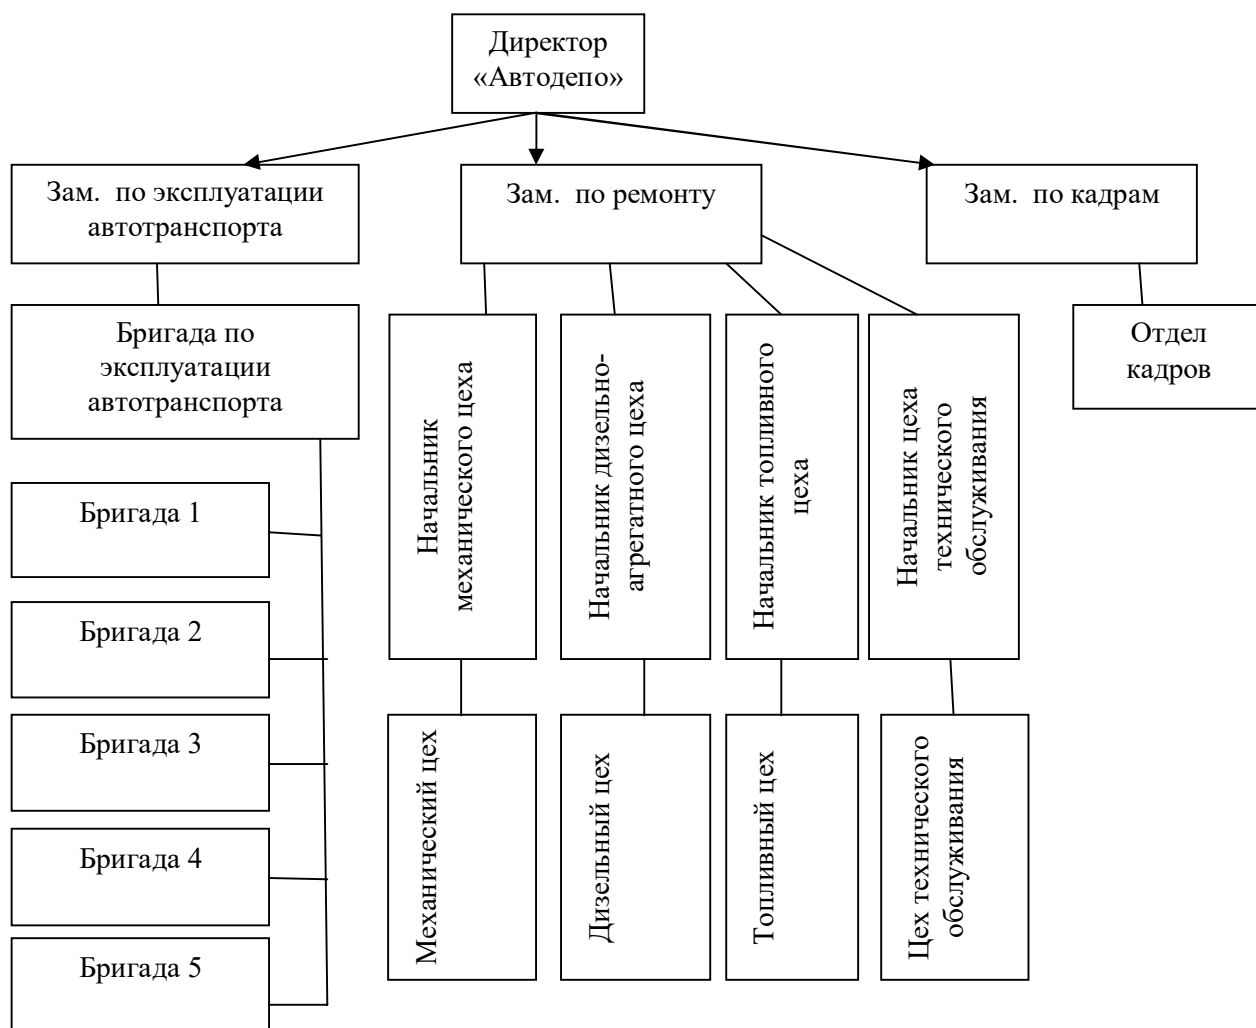 Директор
«Автодепо»
Зам. по эксплуатации
автотранспорта
Зам. по ремонту
Зам. по кадрам
Бригада по
эксплуатации
автотранспорта
Начальник
механического цеха
Начальник дизельно-
агрегатного цеха
Начальник топливного
цеха
Начальник цеха
технического
обслуживания
Отдел
кадров
Бригада 1
Бригада 2
Бригада 3
Бригада 4
Бригада 5
Механический цех
Дизельный цех
Топливный цех
Цех технического
обслуживания